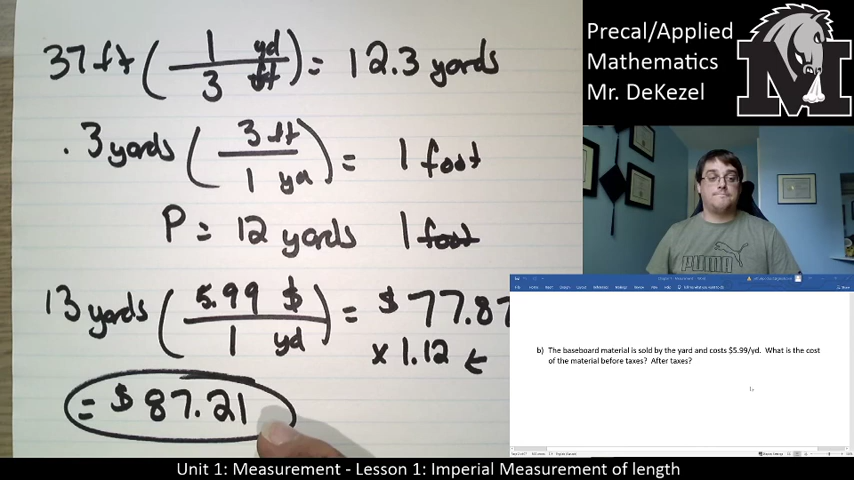 37 ft ( 1 yd / 3 ft ) = 12.3 yards
.3 yards ( 3 ft / 1 yd ) = 1 foot
P = 12 yards 1 foot
13 yards ( 5.99 $ / 1 yd ) = $ 77.87
x 1.12 ←
= $ 87.21
Precal/Applied
Mathematics
Mr. DeKezel
M
PUMA
b) The baseboard material is sold by the yard and costs $5.99/yd. What is the cost
of the material before taxes? After taxes?
Unit 1: Measurement - Lesson 1: Imperial Measurement of length